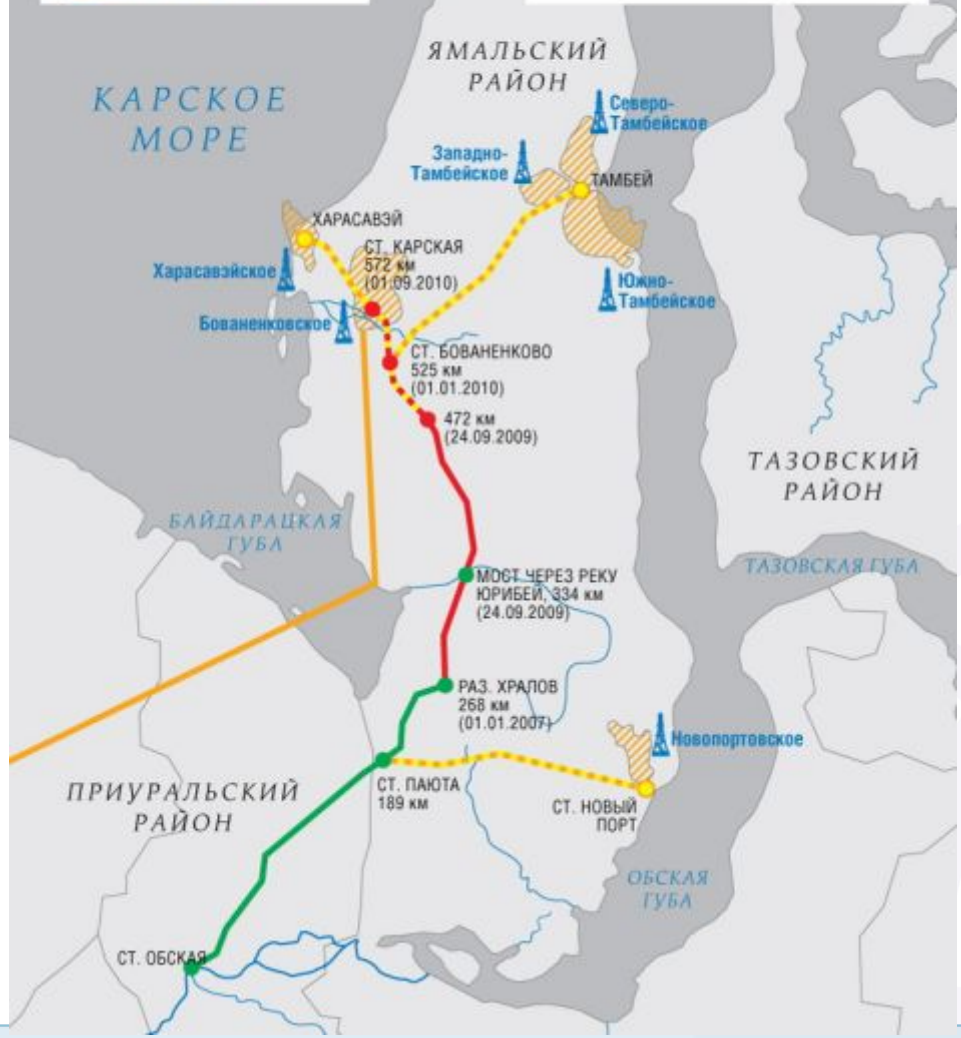 ЯМАЛЬСКИЙ
РАЙОН
КАРСКОЕ
МОРЕ
Северо-
Тамбейское
Западно-
Тамбейское
ТАМБЕЙ
ХАРАСАВЭЙ
СТ. КАРСКАЯ
572 км
(01.09.2010)
Харасавэйское
Южно-
Тамбейское
Бованенковское
СТ. БОВАНЕНКОВО
525 км
(01.01.2010)
472 км
(24.09.2009)
ТАЗОВСКИЙ
РАЙОН
БАЙДАРАЦКАЯ
ГУБА
ТАЗОВСКАЯ ГУБА
МОСТ ЧЕРЕЗ РЕКУ
ЮРИБЕЙ, 334 км
(24.09.2009)
РАЗ. ХРАЛОВ
268 км
(01.01.2007)
Новопортовское
ПРИУРАЛЬСКИЙ
РАЙОН
СТ. ПАЮТА
189 км
СТ. НОВЫЙ
ПОРТ
ОБСКАЯ
ГУБА
СТ. ОБСКАЯ